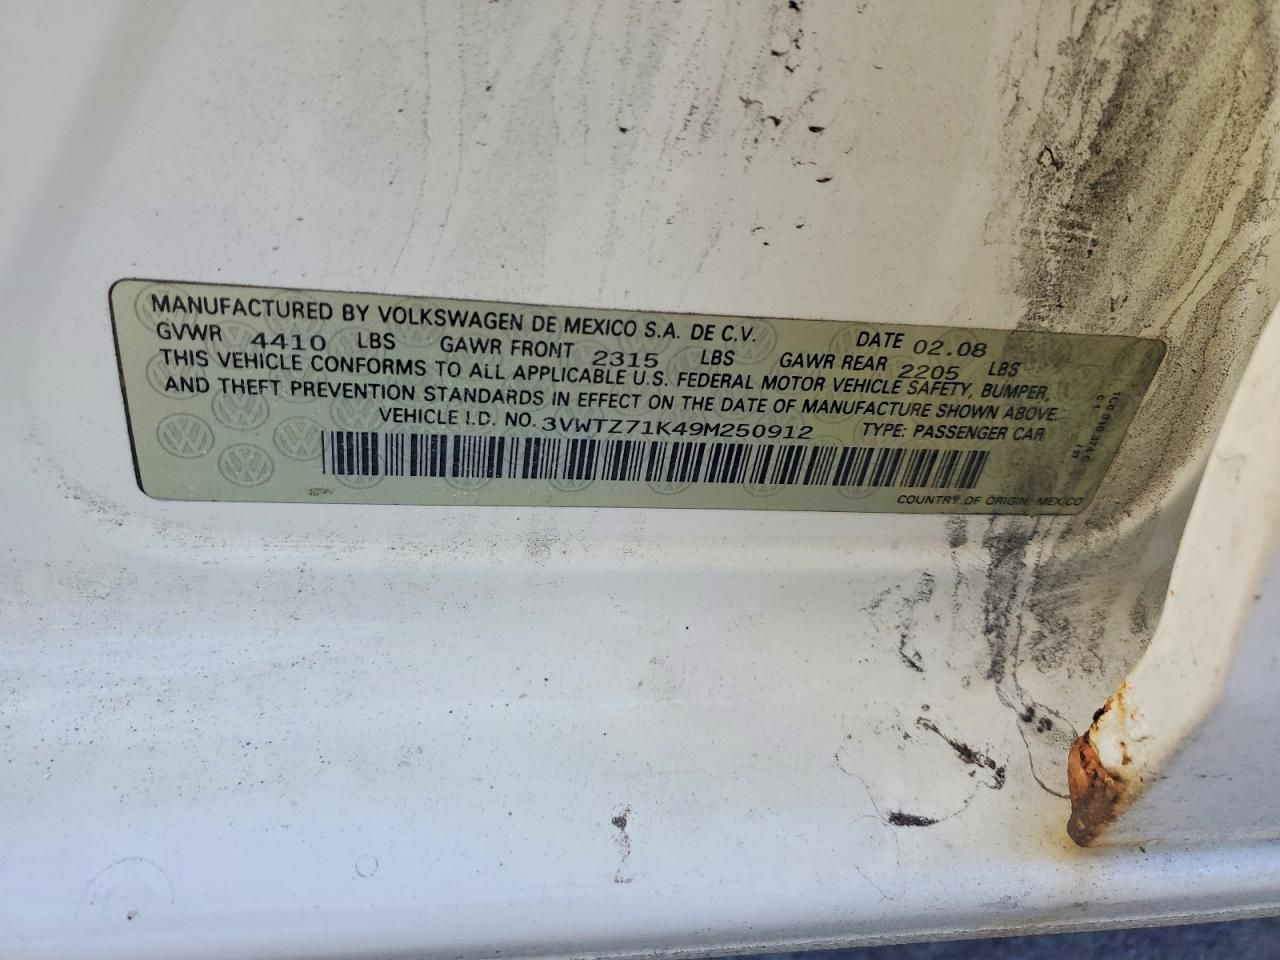 MANUFACTURED BY VOLKSWAGEN DE MEXICO S.A. DE C.V. DATE 02.08
GVWR 4410 LBS GAWR FRONT 2315 LBS GAWR REAR 2205 LBS
THIS VEHICLE CONFORMS TO ALL APPLICABLE U.S. FEDERAL MOTOR VEHICLE SAFETY, BUMPER,
AND THEFT PREVENTION STANDARDS IN EFFECT ON THE DATE OF MANUFACTURE SHOWN ABOVE.
VEHICLE I.D. NO. 3VWTZ71K49M250912 TYPE: PASSENGER CAR
COUNTRY OF ORIGIN: MEXICO